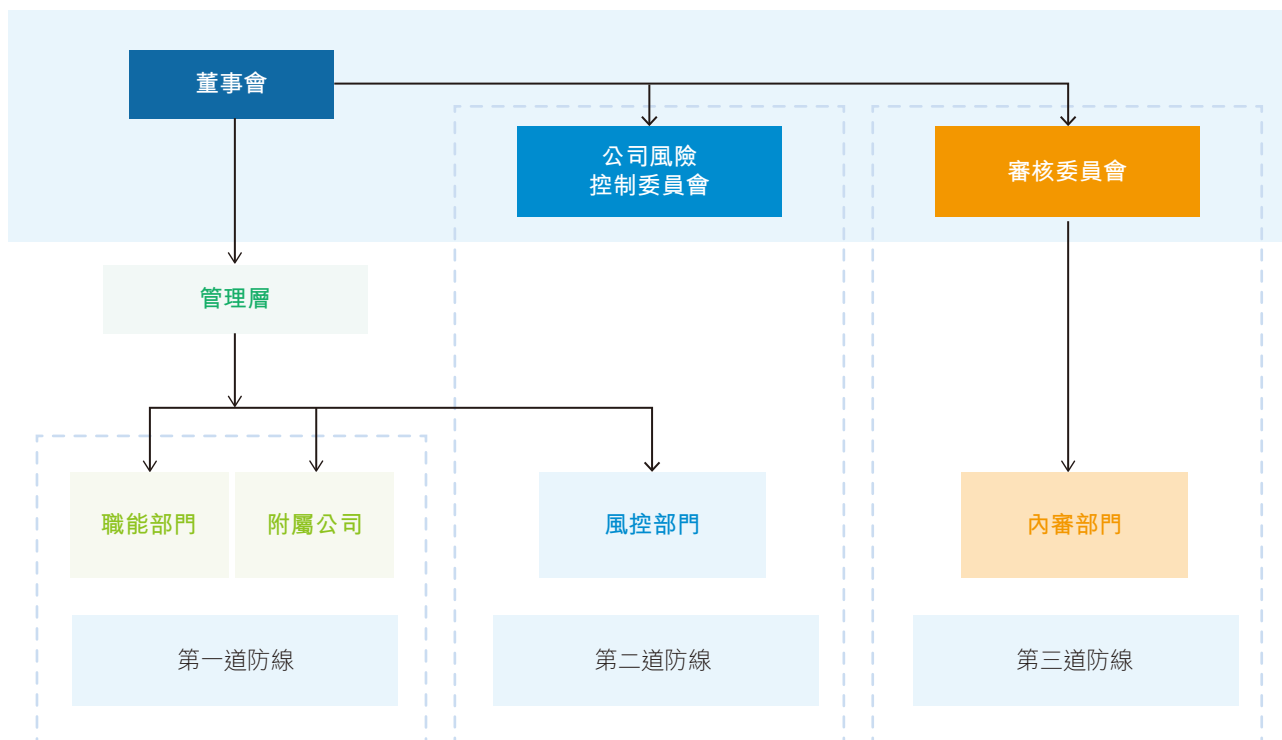 董事會
公司風險
控制委員會
審核委員會
管理層
職能部門
附屬公司
風控部門
內審部門
第一道防線
第二道防線
第三道防線